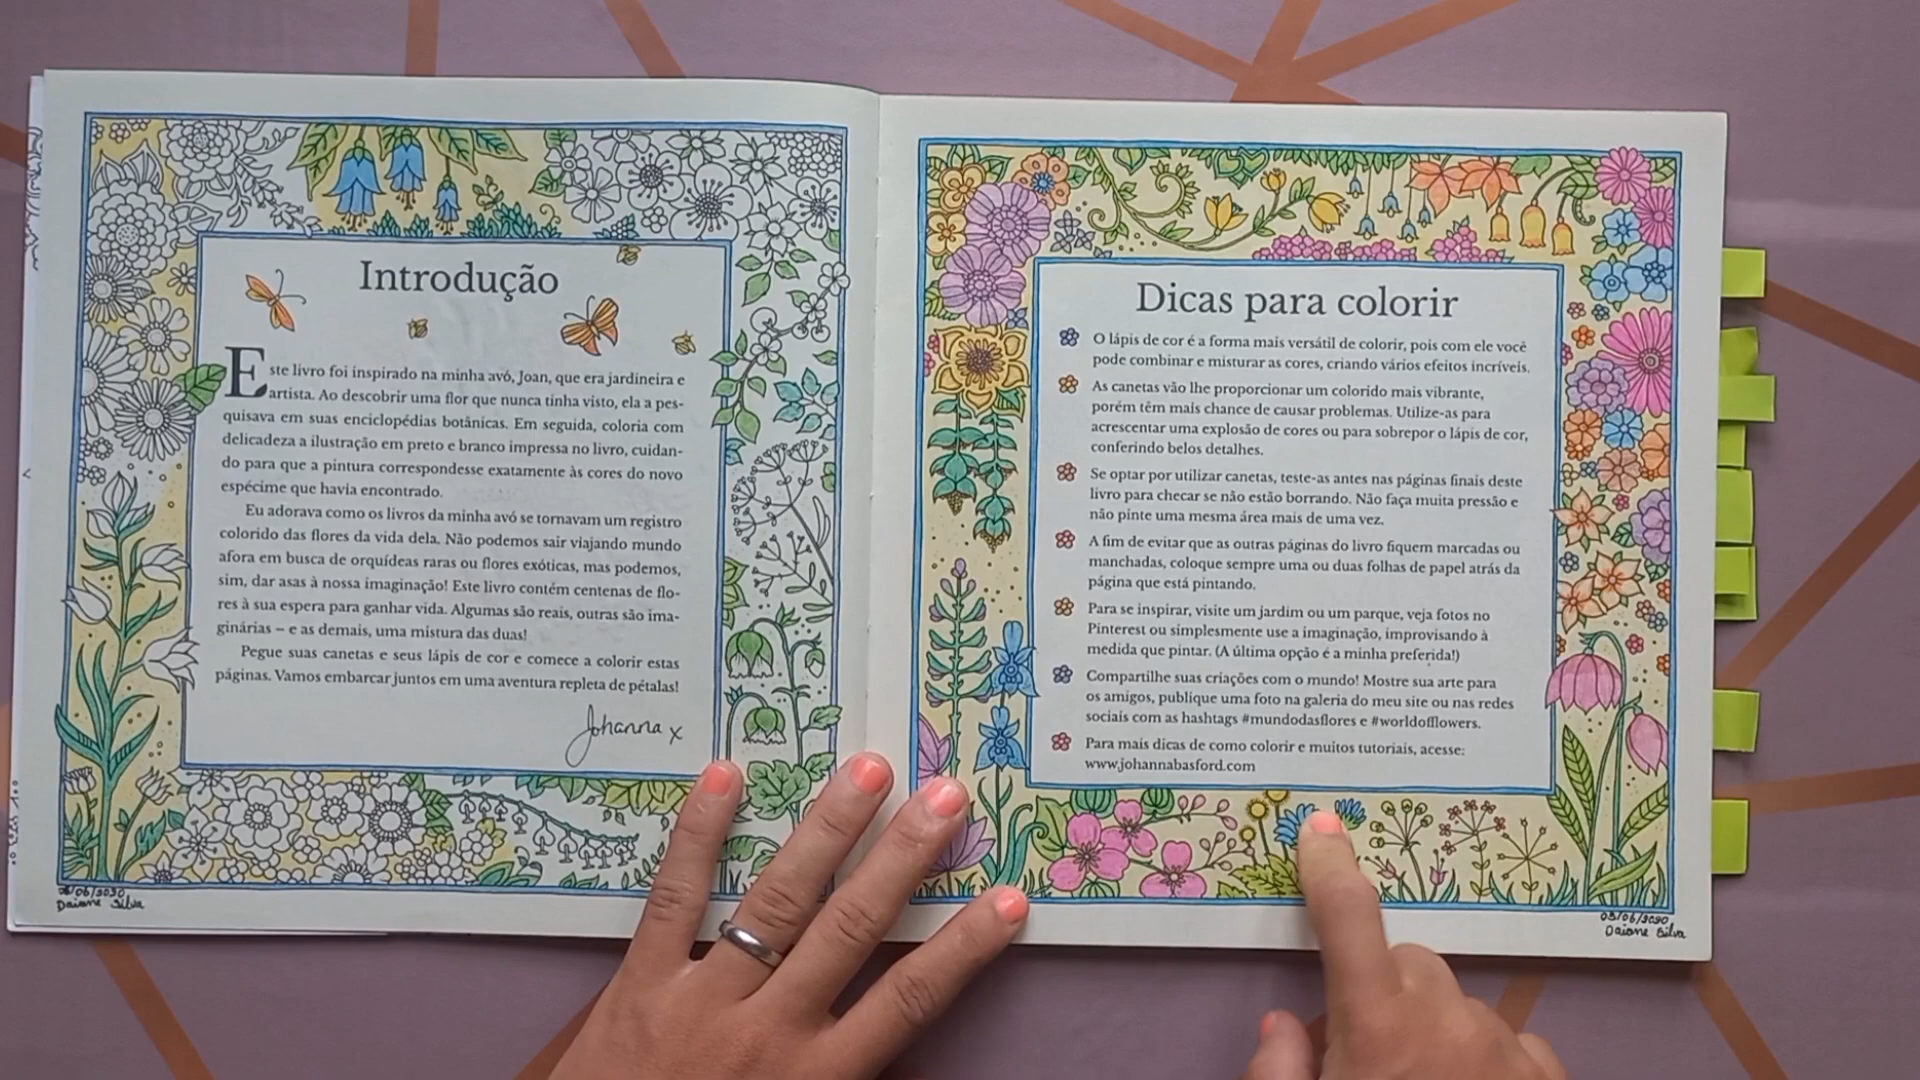 Introdução
Este livro foi inspirado na minha avó, Joan, que era jardineira e
artista. Ao descobrir uma flor que nunca tinha visto, ela a pes-
quisava em suas enciclopédias botânicas. Em seguida, coloria com
delicadeza a ilustração em preto e branco impressa no livro, cuidan-
do para que a pintura correspondesse exatamente às cores do novo
espécime que havia encontrado.
Eu adorava como os livros da minha avó se tornavam um registro
colorido das flores da vida dela. Não podemos sair viajando mundo
afora em busca de orquídeas raras ou flores exóticas, mas podemos,
sim, dar asas à nossa imaginação! Este livro contém centenas de flo-
res à sua espera para ganhar vida. Algumas são reais, outras são ima-
ginárias – e as demais, uma mistura das duas!
Pegue suas canetas e seus lápis de cor e comece a colorir estas
páginas. Vamos embarcar juntos em uma aventura repleta de pétalas!
Johanna x
08/06/2020
Daiane Silva
Dicas para colorir
O lápis de cor é a forma mais versátil de colorir, pois com ele você
pode combinar e misturar as cores, criando vários efeitos incríveis.
As canetas vão lhe proporcionar um colorido mais vibrante,
porém têm mais chance de causar problemas. Utilize-as para
acrescentar uma explosão de cores ou para sobrepor o lápis de cor,
conferindo belos detalhes.
Se optar por utilizar canetas, teste-as antes nas páginas finais deste
livro para checar se não estão borrando. Não faça muita pressão e
não pinte uma mesma área mais de uma vez.
A fim de evitar que as outras páginas do livro fiquem marcadas ou
manchadas, coloque sempre uma ou duas folhas de papel atrás da
página que está pintando.
Para se inspirar, visite um jardim ou um parque, veja fotos no
Pinterest ou simplesmente use a imaginação, improvisando à
medida que pintar. (A última opção é a minha preferida!)
Compartilhe suas criações com o mundo! Mostre sua arte para
os amigos, publique uma foto na galeria do meu site ou nas redes
sociais com as hashtags #mundodasflores e #worldofflowers.
Para mais dicas de como colorir e muitos tutoriais, acesse:
www.johannabasford.com
03/06/2020
Daiane Silva